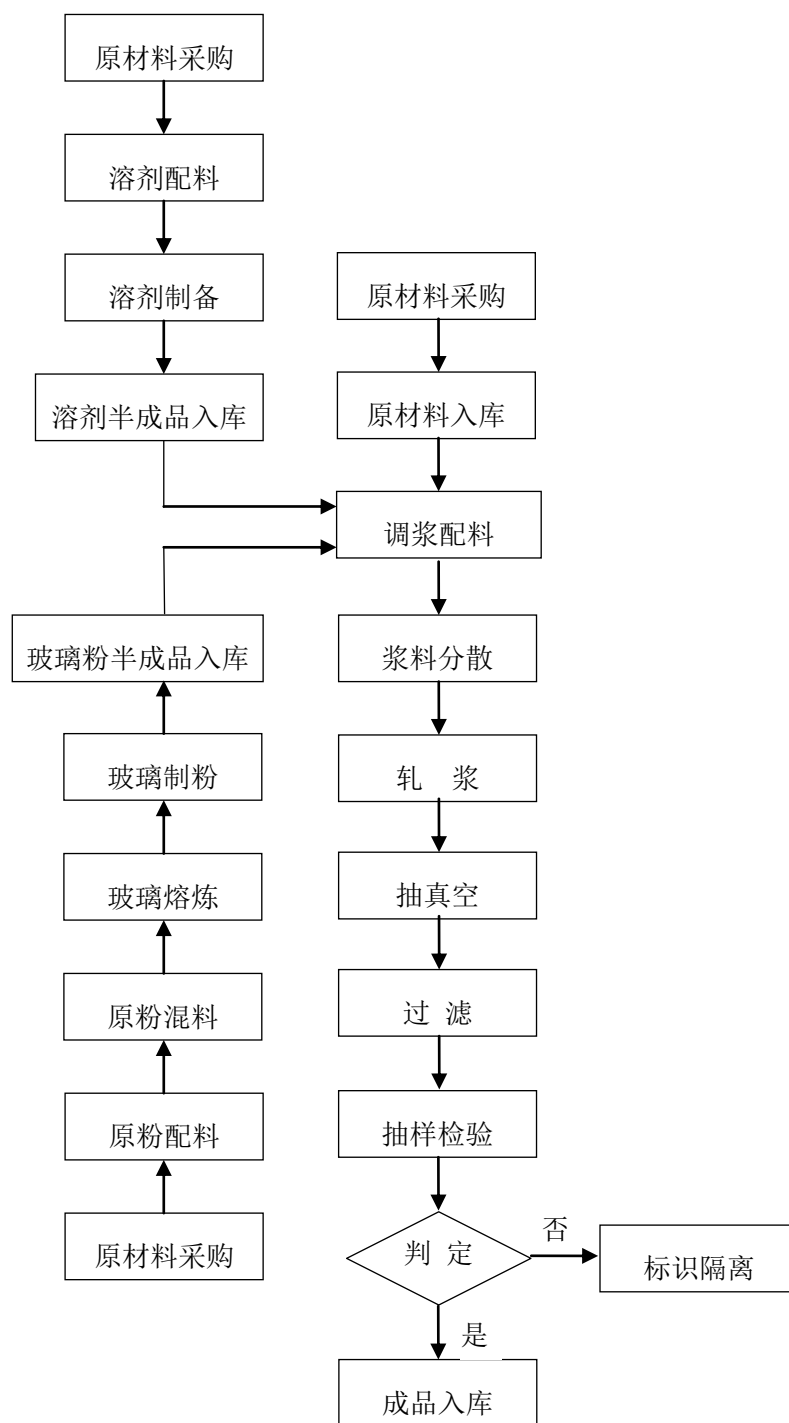 原材料采购
溶剂配料
溶剂制备
溶剂半成品入库
原材料采购
原材料入库
调浆配料
玻璃粉半成品入库
玻璃制粉
玻璃熔炼
原粉混料
原粉配料
原材料采购
浆料分散
轧 浆
抽真空
过 滤
抽样检验
判 定
否
标识隔离
是
成品入库